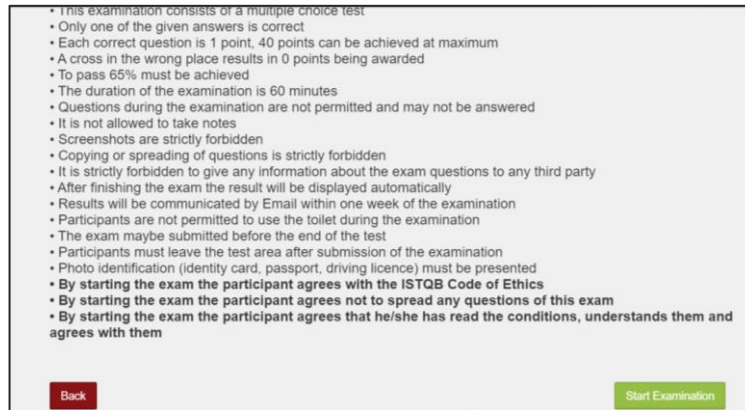 • This examination consists of a multiple choice test
• Only one of the given answers is correct
• Each correct question is 1 point, 40 points can be achieved at maximum
• A cross in the wrong place results in 0 points being awarded
• To pass 65% must be achieved
• The duration of the examination is 60 minutes
• Questions during the examination are not permitted and may not be answered
• It is not allowed to take notes
• Screenshots are strictly forbidden
• Copying or spreading of questions is strictly forbidden
• It is strictly forbidden to give any information about the exam questions to any third party
• After finishing the exam the result will be displayed automatically
• Results will be communicated by Email within one week of the examination
• Participants are not permitted to use the toilet during the examination
• The exam maybe submitted before the end of the test
• Participants must leave the test area after submission of the examination
• Photo identification (identity card, passport, driving licence) must be presented
• By starting the exam the participant agrees with the ISTQB Code of Ethics
• By starting the exam the participant agrees not to spread any questions of this exam
• By starting the exam the participant agrees that he/she has read the conditions, understands them and
agrees with them
Back
Start Examination